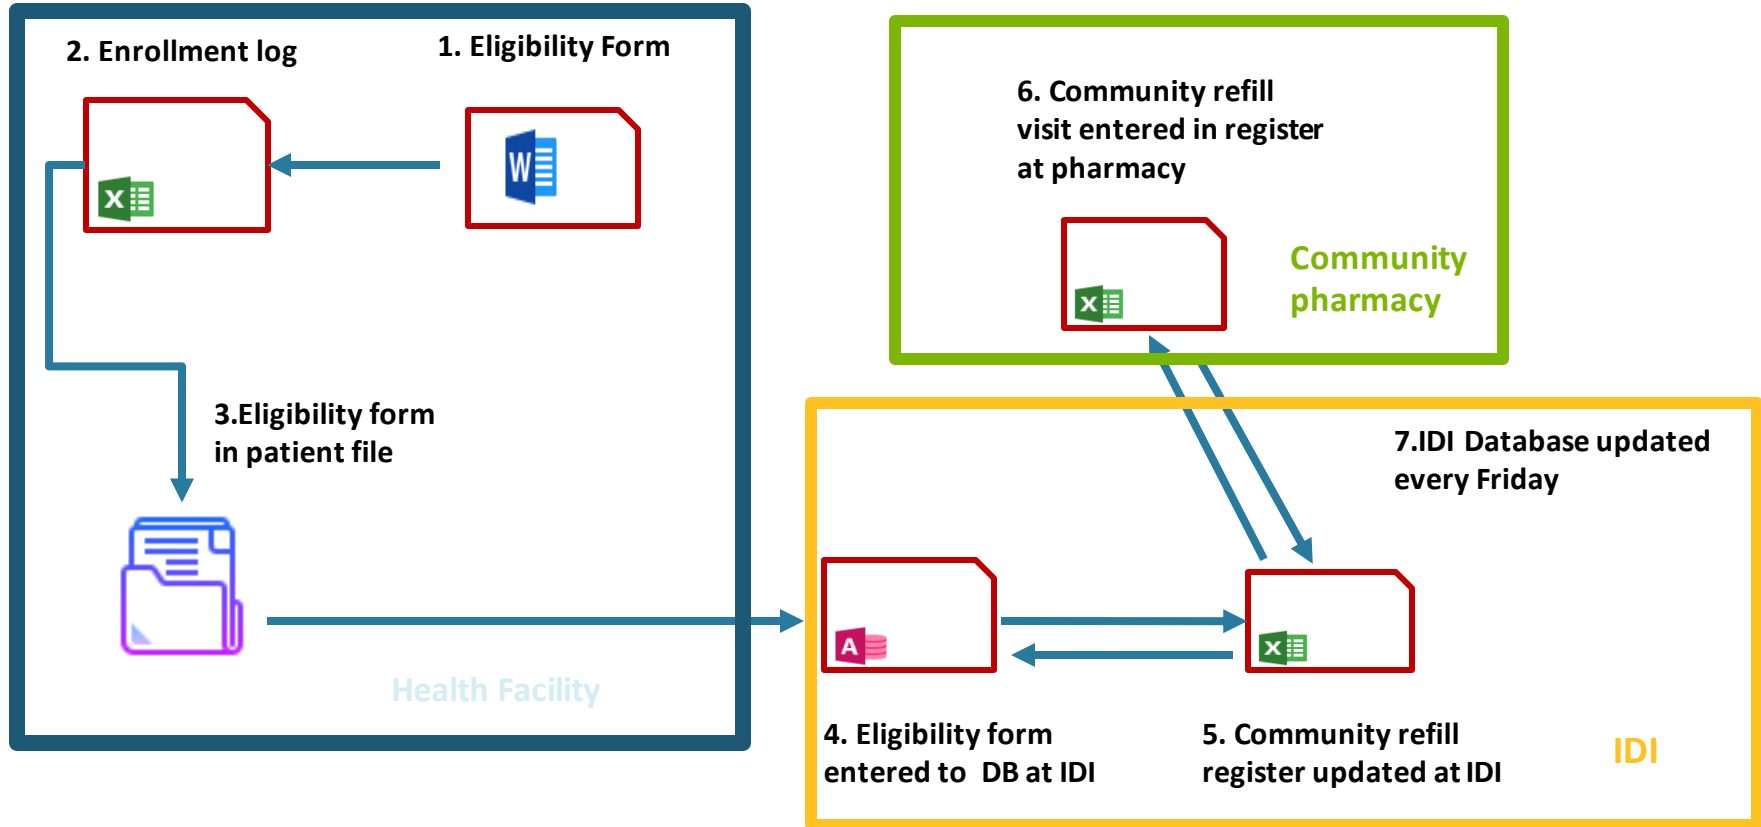 2. Enrollment log
1. Eligibility Form
W
X
3.Eligibility form
in patient file
Health Facility
6. Community refill
visit entered in register
at pharmacy
X
Community
pharmacy
7.IDI Database updated
every Friday
A
X
4. Eligibility form
entered to DB at IDI
5. Community refill
register updated at IDI
IDI